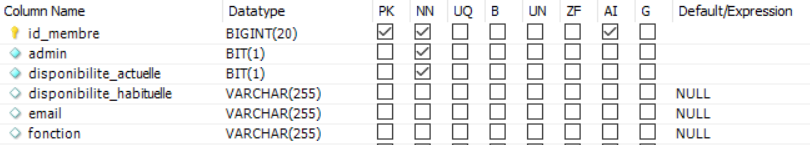 Column Name Datatype PK NN UQ B UN ZF AI G Default/Expression
id_membre BIGINT(20)
admin BIT(1)
disponibilite_actuelle BIT(1)
disponibilite_habituelle VARCHAR(255) NULL
email VARCHAR(255) NULL
fonction VARCHAR(255) NULL